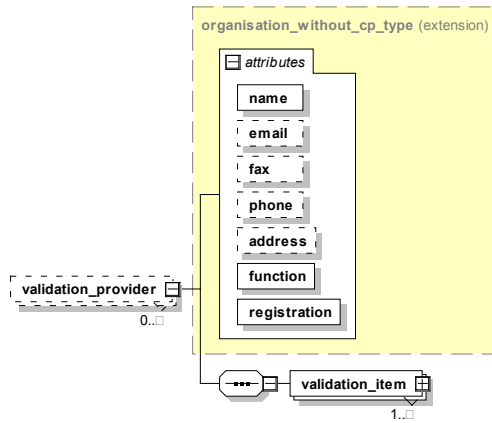 organisation_without_cp_type (extension)
attributes
name
email
fax
phone
address
function
registration
validation_provider
0..□
validation_item
1..□